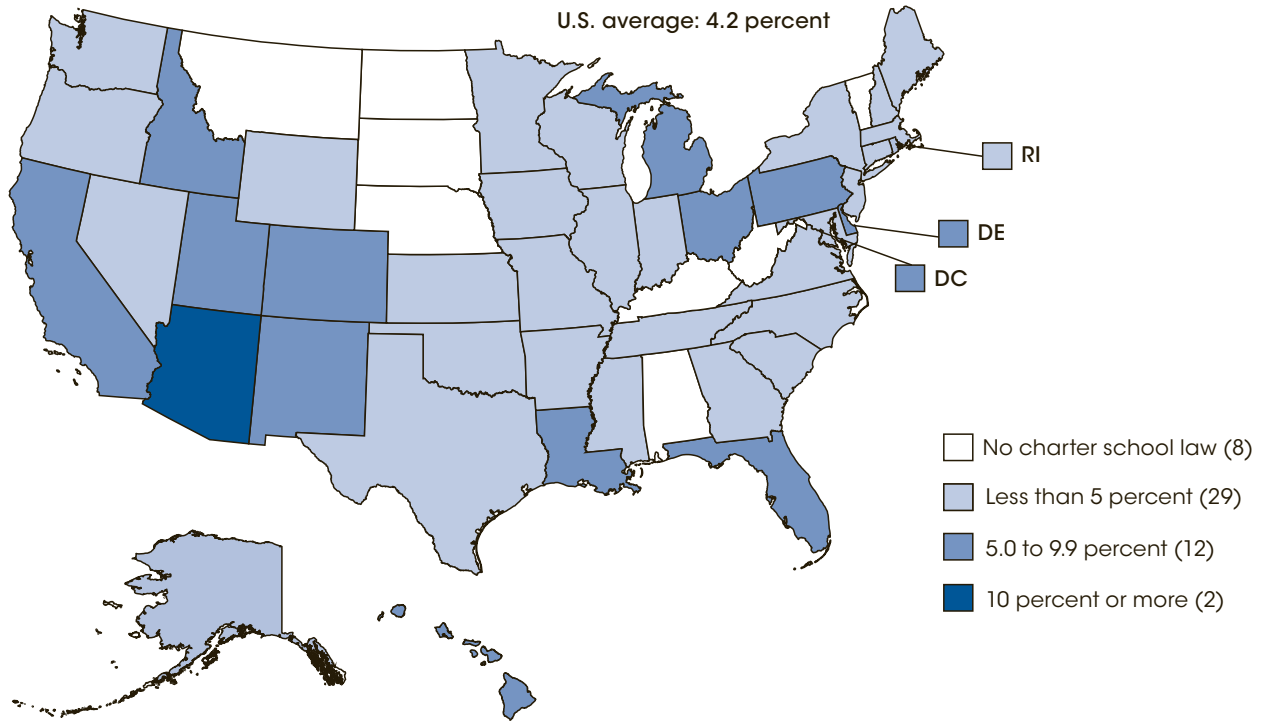 U.S. average: 4.2 percent
RI
DE
DC
No charter school law (8)
Less than 5 percent (29)
5.0 to 9.9 percent (12)
10 percent or more (2)